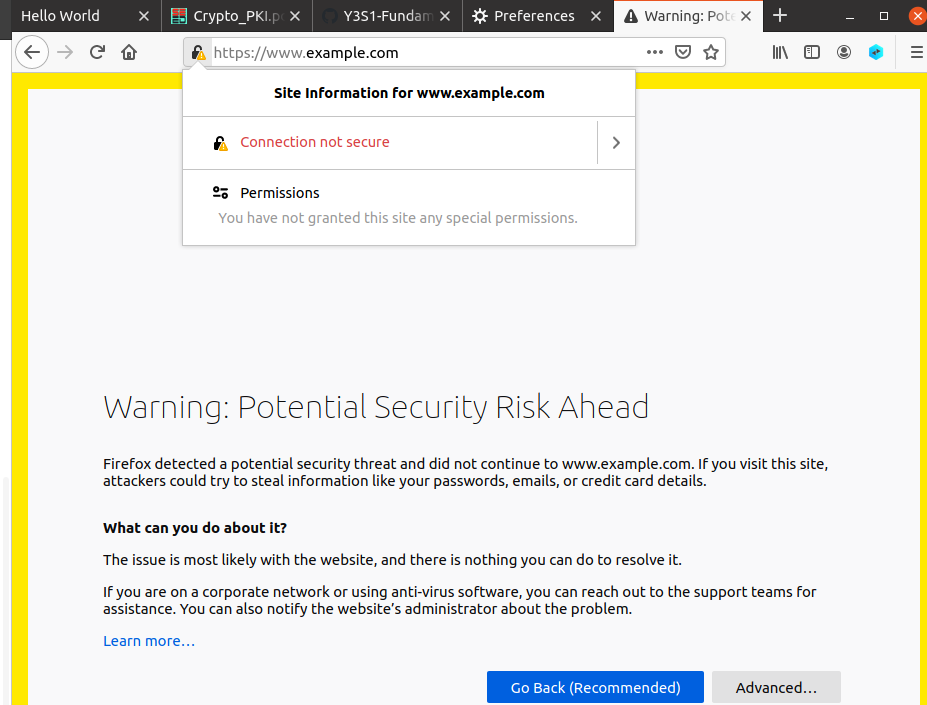 Hello World
Crypto_PKI.p
Y3S1-Fundam
Preferences
Warning: Pote
https://www.example.com
Site Information for www.example.com
Connection not secure
Permissions
You have not granted this site any special permissions.
Warning: Potential Security Risk Ahead
Firefox detected a potential security threat and did not continue to www.example.com. If you visit this site,
attackers could try to steal information like your passwords, emails, or credit card details.
What can you do about it?
The issue is most likely with the website, and there is nothing you can do to resolve it.
If you are on a corporate network or using anti-virus software, you can reach out to the support teams for
assistance. You can also notify the website’s administrator about the problem.
Learn more…
Go Back (Recommended)
Advanced…